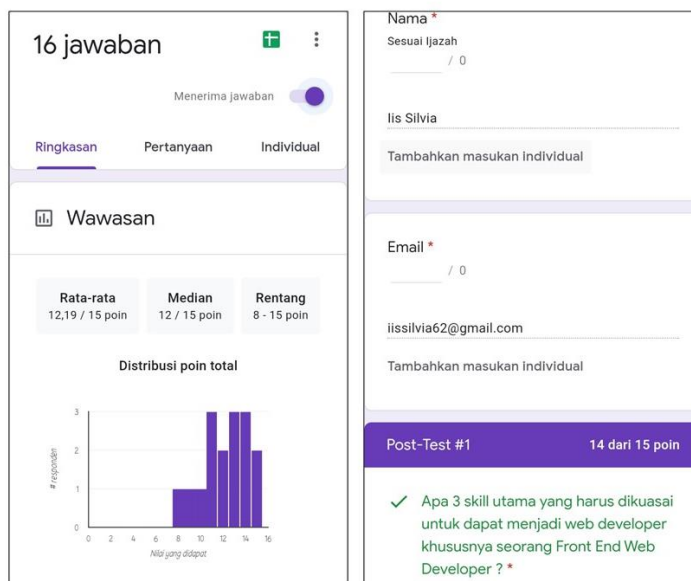 16 jawaban
Menerima jawaban
Ringkasan Pertanyaan Individual
Wawasan
Rata-rata Median Rentang
12,19 / 15 poin 12 / 15 poin 8 - 15 poin
Distribusi poin total
3
2
1
0
# responden
0 2 4 6 8 10 12 14 16
Nilai yang didapat
Nama *
Sesuai Ijazah
/ 0
Iis Silvia
Tambahkan masukan individual
Email *
/ 0
iissilvia62@gmail.com
Tambahkan masukan individual
Post-Test #1 14 dari 15 poin
Apa 3 skill utama yang harus dikuasai
untuk dapat menjadi web developer
khususnya seorang Front End Web
Developer ? *